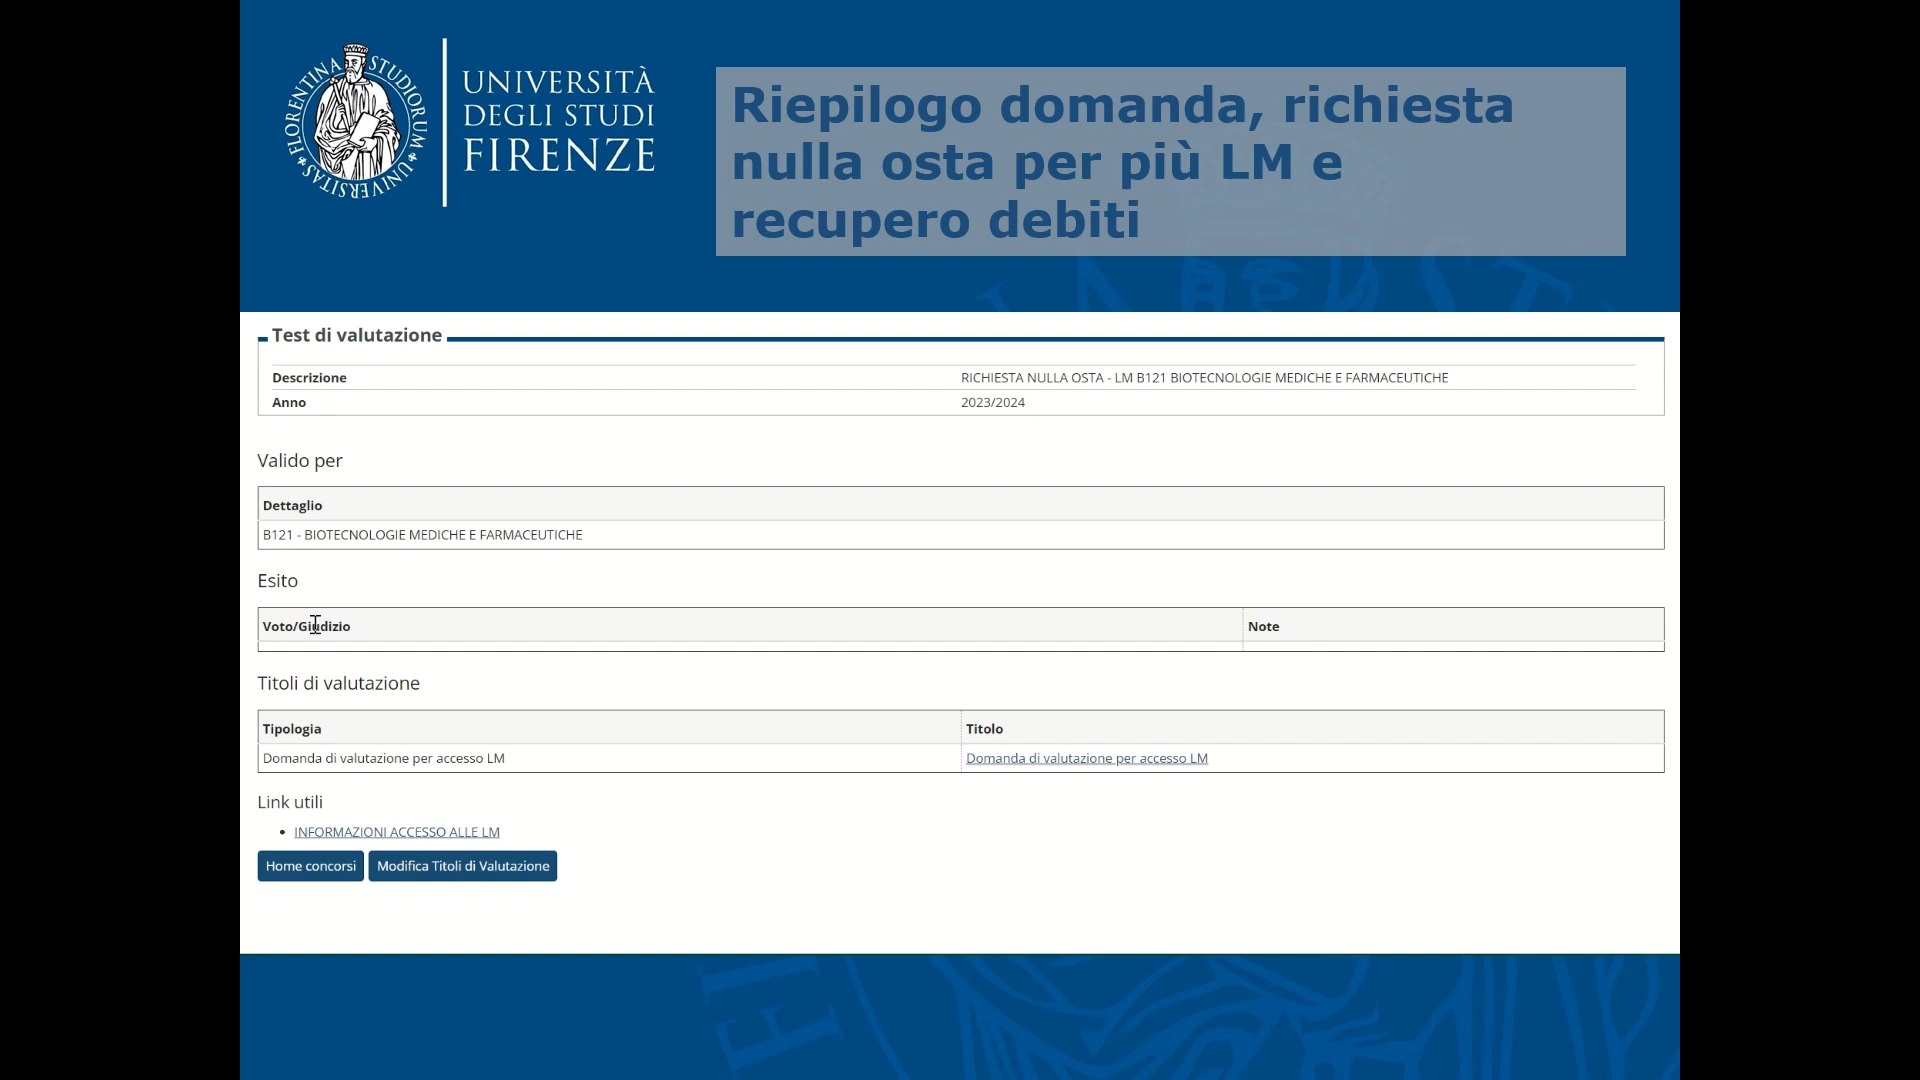 FLORENTINA STUDIORUM UNIVERSITAS
UNIVERSITÀ
DEGLI STUDI
FIRENZE
Riepilogo domanda, richiesta
nulla osta per più LM e
recupero debiti
Test di valutazione
Descrizione RICHIESTA NULLA OSTA - LM B121 BIOTECNOLOGIE MEDICHE E FARMACEUTICHE
Anno 2023/2024
Valido per
Dettaglio
B121 - BIOTECNOLOGIE MEDICHE E FARMACEUTICHE
Esito
Voto/Giudizio Note
Titoli di valutazione
Tipologia Titolo
Domanda di valutazione per accesso LM Domanda di valutazione per accesso LM
Link utili
INFORMAZIONI ACCESSO ALLE LM
Home concorsi Modifica Titoli di Valutazione